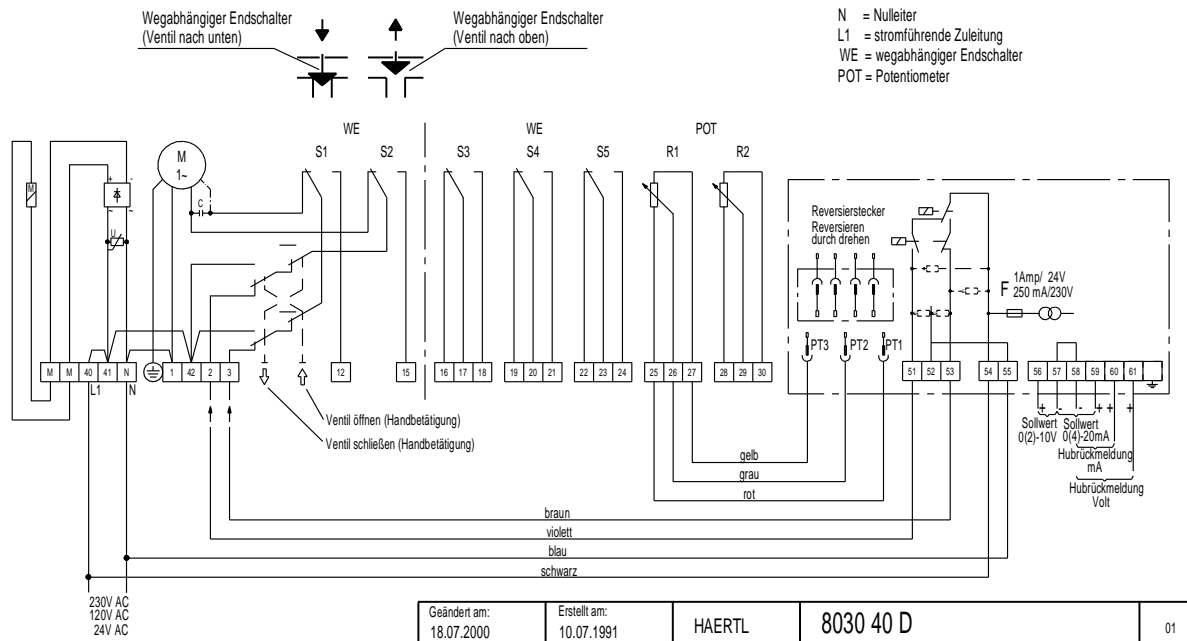 Wegabhängiger Endschalter
(Ventil nach unten)
Wegabhängiger Endschalter
(Ventil nach oben)
N = Nulleiter
L1 = stromführende Zuleitung
WE = wegabhängiger Endschalter
POT = Potentiometer
WE WE POT
M
1~
S1 S2 S3 S4 S5 R1 R2
M
+ -
~ ~
C
U
Reversierstecker
Reversieren
durch drehen
F
1Amp/ 24V
250 mA/230V
PT3 PT2 PT1
M M 40 41 N 1 42 2 3 12 15 16 17 18 19 20 21 22 23 24 25 26 27 28 29 30 51 52 53 54 55 56 57 58 59 60 61
L1 N
+ - - + + +
Sollwert
0(2)-10V
Sollwert
0(4)-20mA
Hubrückmeldung
mA
Hubrückmeldung
Volt
Ventil öffnen (Handbetätigung)
Ventil schließen (Handbetätigung)
gelb
grau
rot
braun
violett
blau
schwarz
230V AC
120V AC
24V AC
Geändert am:
18.07.2000
Erstellt am:
10.07.1991
HAERTL
8030 40 D
01